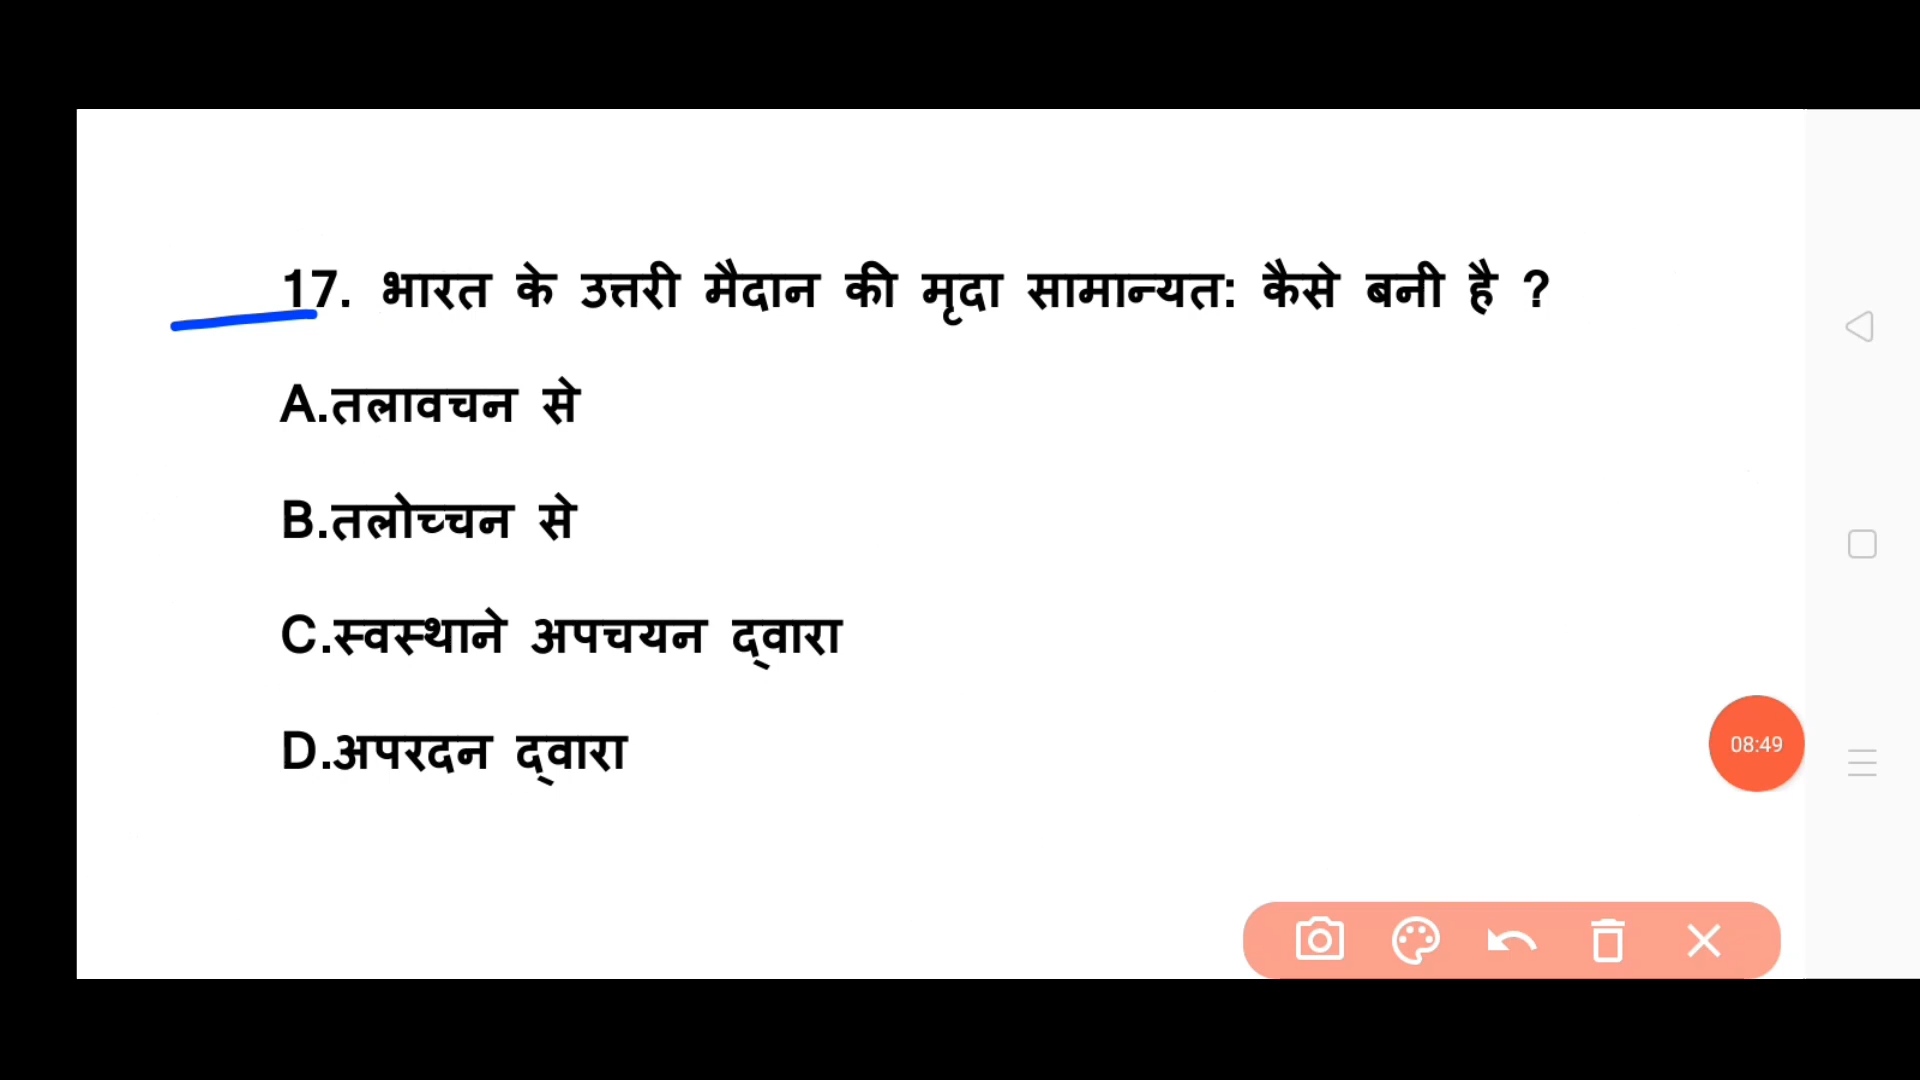 17. भारत के उत्तरी मैदान की मृदा सामान्यत: कैसे बनी है ?
A.तलावचन से
B.तलोच्चन से
C.स्वस्थाने अपचयन द्वारा
D.अपरदन द्वारा
08:49